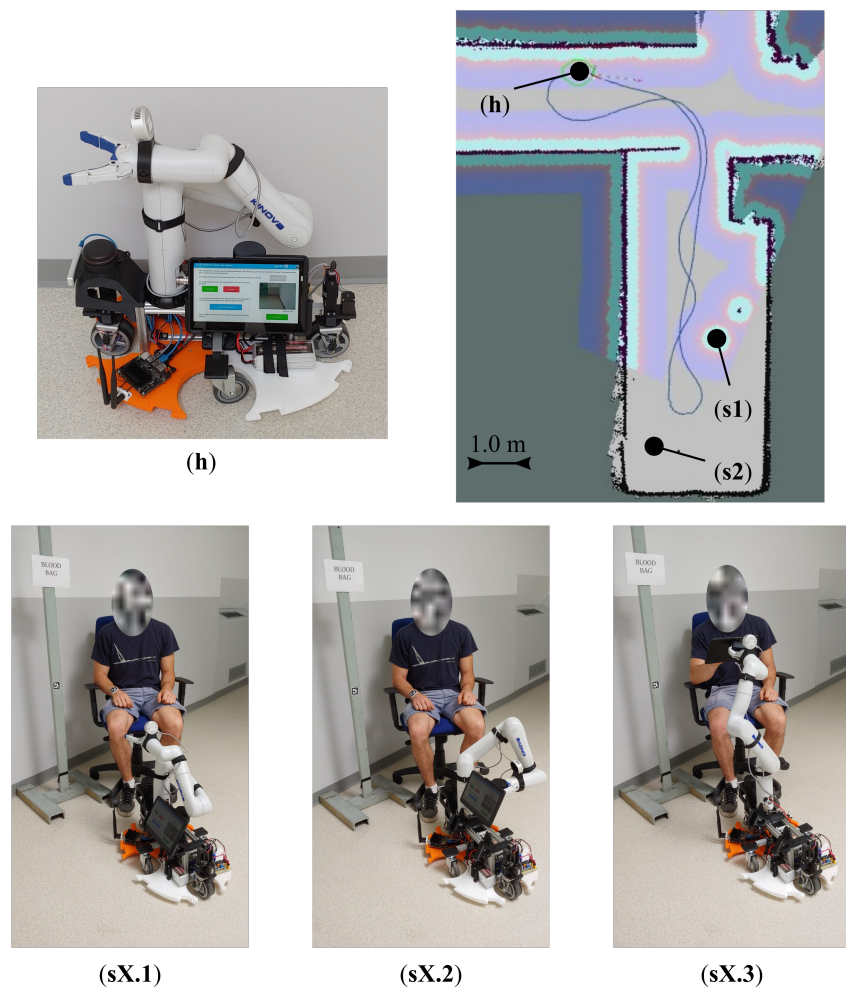 KINOVA
(h)
(h)
(s1)
1.0 m
(s2)
BLOOD
BAG
BLOOD
BAG
BLOOD
BAG
(sX.1)
(sX.2)
(sX.3)